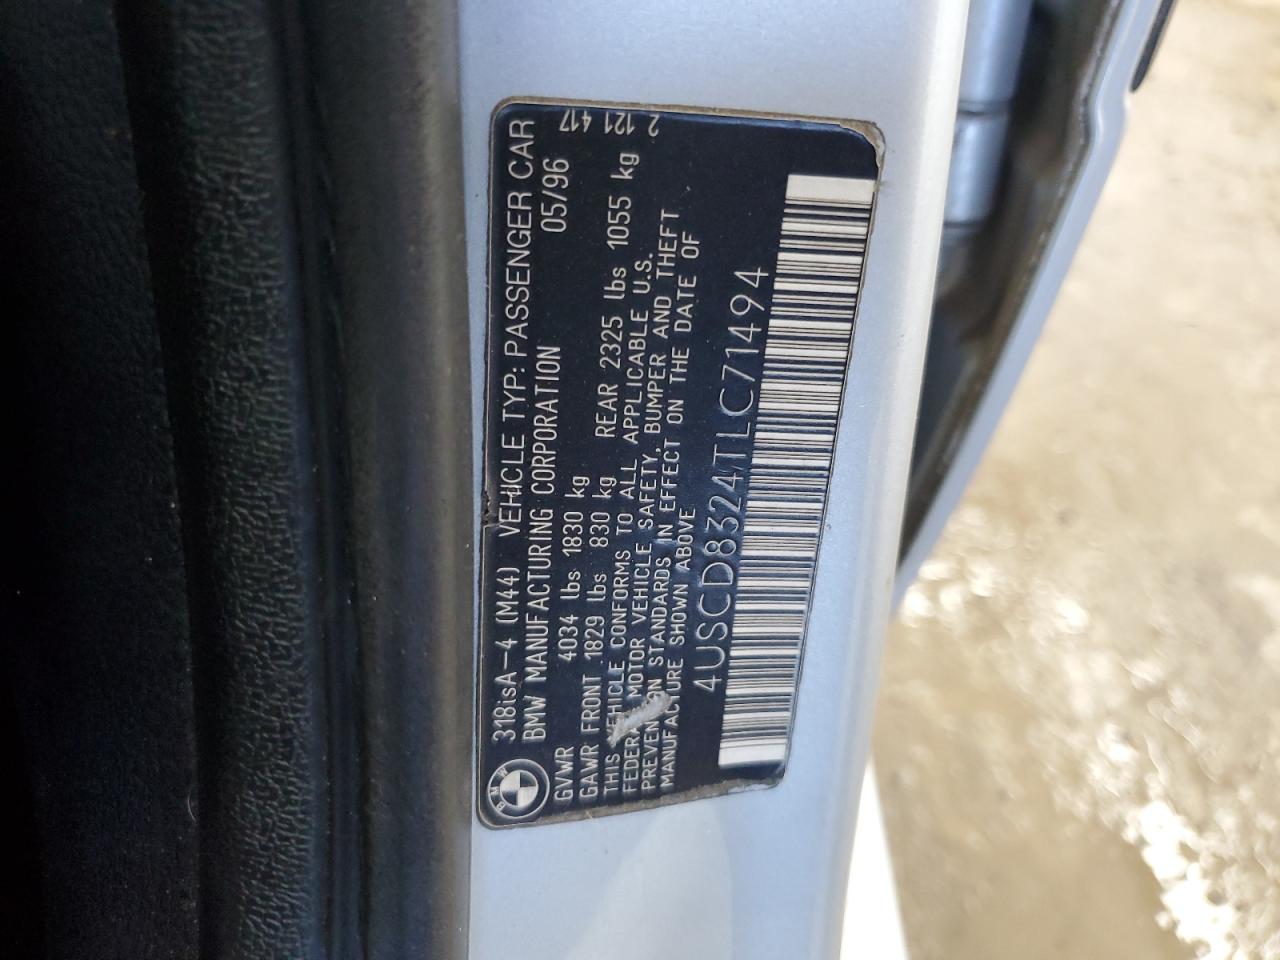 BMW
318isA-4 (M44) VEHICLE TYP: PASSENGER CAR
BMW MANUFACTURING CORPORATION 05/96
GVWR 4034 lbs 1830 kg
GAWR FRONT 1829 lbs 830 kg REAR 2325 lbs 1055 kg
THIS VEHICLE CONFORMS TO ALL APPLICABLE U.S.
FEDERAL MOTOR VEHICLE SAFETY, BUMPER AND THEFT
PREVENTION STANDARDS IN EFFECT ON THE DATE OF
MANUFACTURE SHOWN ABOVE
4USCD8324TLC71494
2 121 417